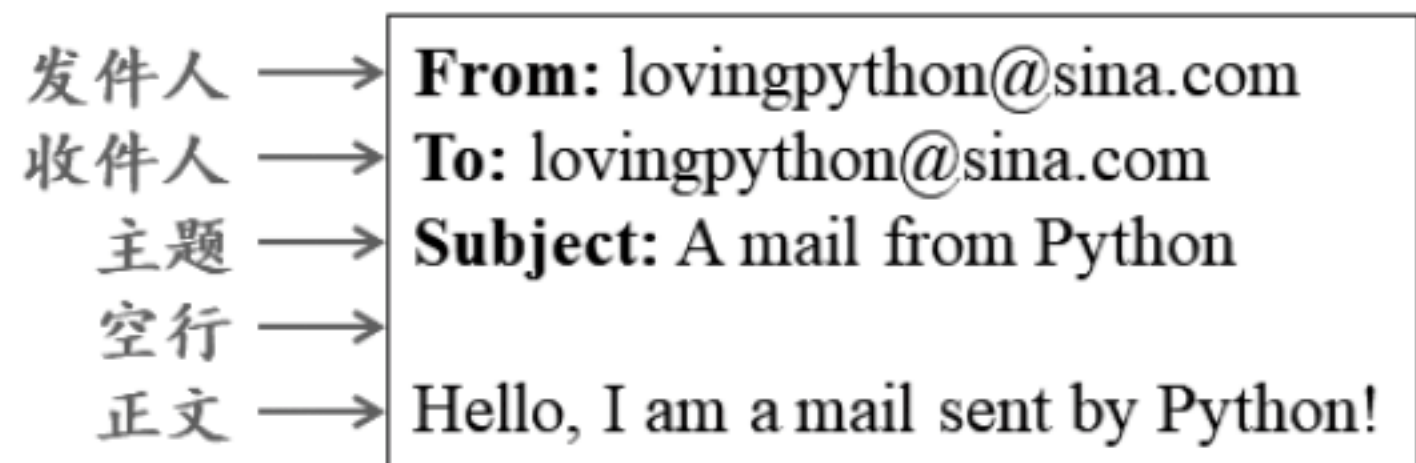 发件人 From: lovingpython@sina.com
收件人 To: lovingpython@sina.com
主题 Subject: A mail from Python
空行
正文 Hello, I am a mail sent by Python!